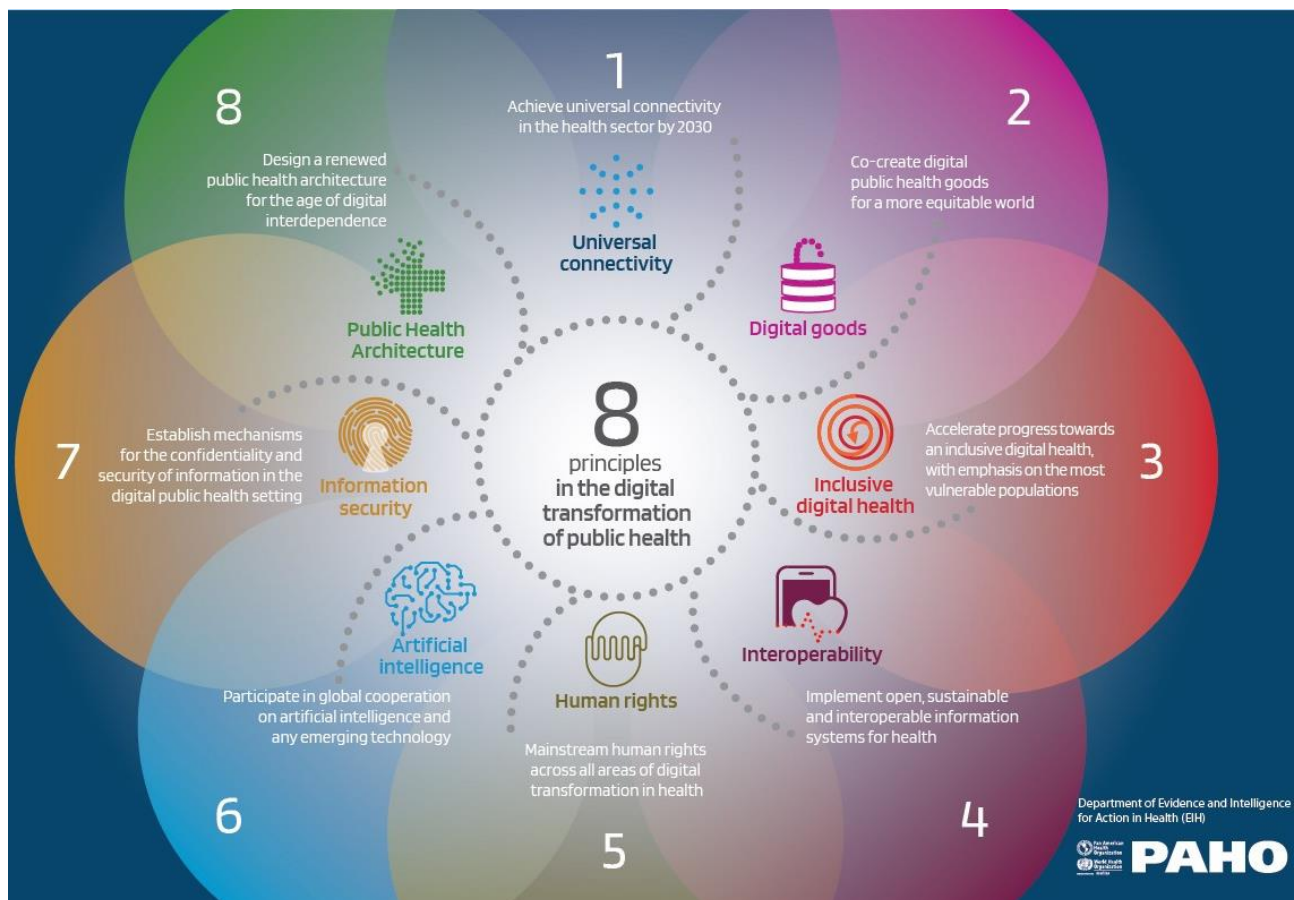 8
principles
in the digital
transformation
of public health
1
Achieve universal connectivity
in the health sector by 2030
Universal
connectivity
2
Co-create digital
public health goods
for a more equitable world
Digital goods
3
Accelerate progress towards
an inclusive digital health,
with emphasis on the most
vulnerable populations
Inclusive
digital health
4
Interoperability
Implement open, sustainable
and interoperable information
systems for health
5
Human rights
Mainstream human rights
across all areas of digital
transformation in health
6
Artificial
intelligence
Participate in global cooperation
on artificial intelligence and
any emerging technology
7
Establish mechanisms
for the confidentiality and
security of information in the
digital public health setting
Information
security
8
Design a renewed
public health architecture
for the age of digital
interdependence
Public Health
Architecture
Department of Evidence and Intelligence
for Action in Health (EIH)
Pan American
Health
Organization
World Health
Organization
PAHO